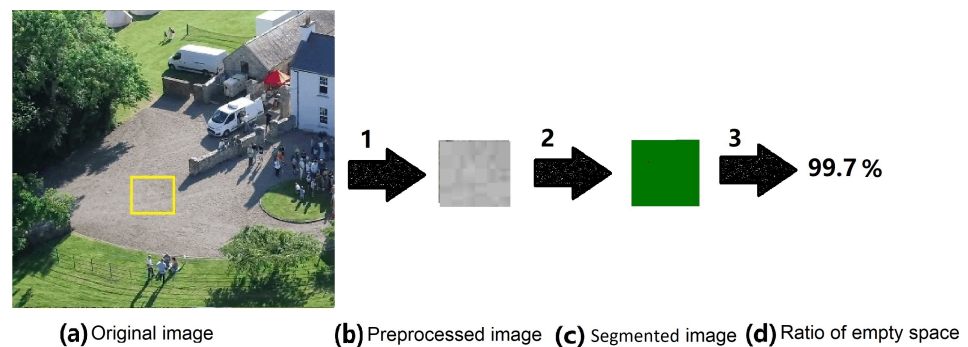 1
2
3
99.7 %
(a) Original image
(b) Preprocessed image
(c) Segmented image
(d) Ratio of empty space